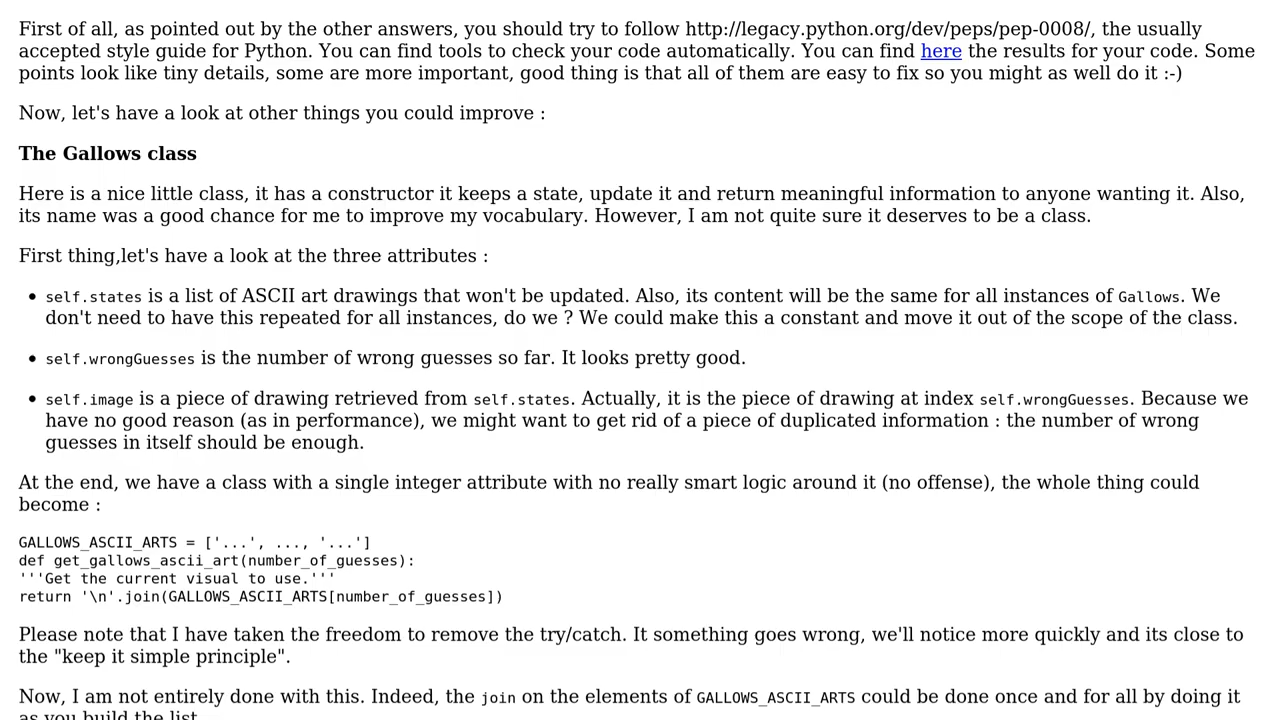 First of all, as pointed out by the other answers, you should try to follow http://legacy.python.org/dev/peps/pep-0008/, the usually
accepted style guide for Python. You can find tools to check your code automatically. You can find here the results for your code. Some
points look like tiny details, some are more important, good thing is that all of them are easy to fix so you might as well do it :-)
Now, let's have a look at other things you could improve :
The Gallows class
Here is a nice little class, it has a constructor it keeps a state, update it and return meaningful information to anyone wanting it. Also,
its name was a good chance for me to improve my vocabulary. However, I am not quite sure it deserves to be a class.
First thing,let's have a look at the three attributes :
• self.states is a list of ASCII art drawings that won't be updated. Also, its content will be the same for all instances of Gallows. We
don't need to have this repeated for all instances, do we ? We could make this a constant and move it out of the scope of the class.
• self.wrongGuesses is the number of wrong guesses so far. It looks pretty good.
• self.image is a piece of drawing retrieved from self.states. Actually, it is the piece of drawing at index self.wrongGuesses. Because we
have no good reason (as in performance), we might want to get rid of a piece of duplicated information : the number of wrong
guesses in itself should be enough.
At the end, we have a class with a single integer attribute with no really smart logic around it (no offense), the whole thing could
become :
GALLOWS_ASCII_ARTS = ['...', ..., '...']
def get_gallows_ascii_art(number_of_guesses):
'''Get the current visual to use.'''
return '\n'.join(GALLOWS_ASCII_ARTS[number_of_guesses])
Please note that I have taken the freedom to remove the try/catch. It something goes wrong, we'll notice more quickly and its close to
the "keep it simple principle".
Now, I am not entirely done with this. Indeed, the join on the elements of GALLOWS_ASCII_ARTS could be done once and for all by doing it
as you build the list.